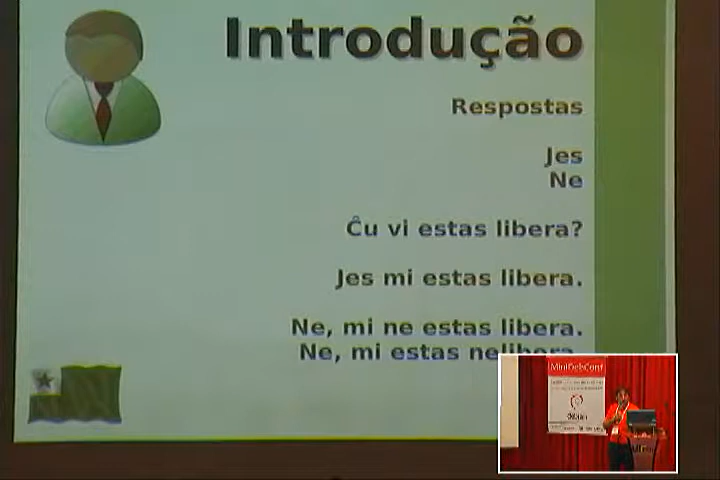 Introdução
Respostas
Jes
Ne
Ĉu vi estas libera?
Jes mi estas libera.
Ne, mi ne estas libera.
Ne, mi estas nelibera.
MiniDebConf
debian